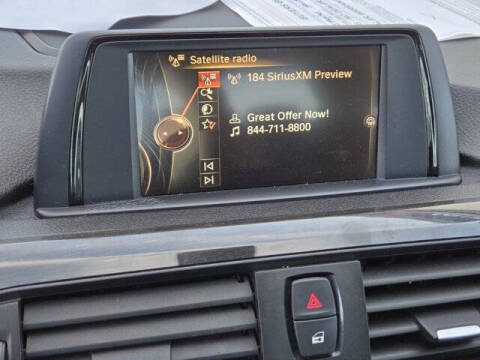 Satellite radio
184 SiriusXM Preview
Great Offer Now!
844-711-8800